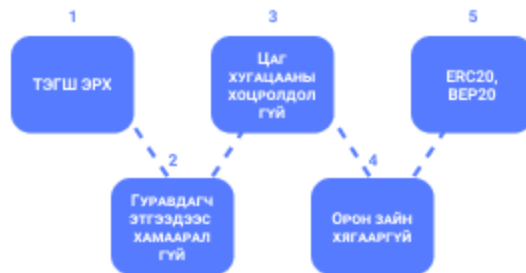 1
ТЭГШ ЭРХ
2
ГУРАВДАГЧ
ЭТГЭЭДЭЭС
ХАМААРАЛ
ГҮЙ
3
ЦАГ
ХУГАЦААНЫ
ХОЦРОЛДОЛ
ГҮЙ
4
ОРОН ЗАЙН
ХЯГААРГҮЙ
5
ERC20,
BEP20